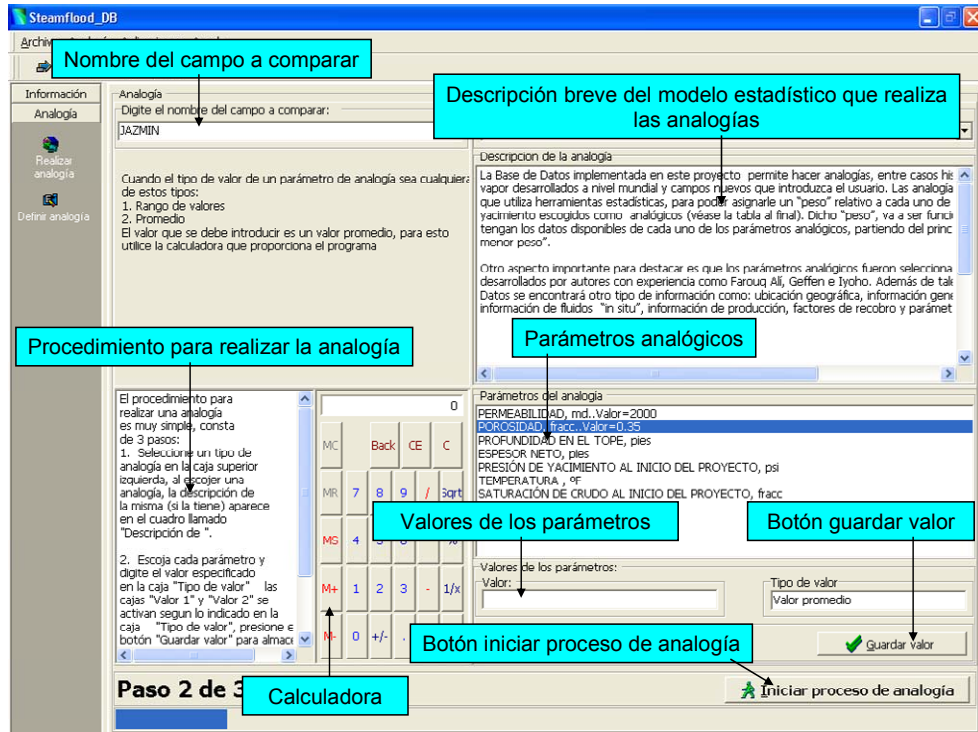 Steamflood_DB
Archivo
Nombre del campo a comparar
Información
Analogía
Realizar
analogía
Definir analogía
Analogía
Digite el nombre del campo a comparar:
JAZMIN
Descripción breve del modelo estadístico que realiza
las analogías
Cuando el tipo de valor de un parámetro de analogía sea cualquiera
de estos tipos:
1. Rango de valores
2. Promedio
El valor que se debe introducir es un valor promedio, para esto
utilice la calculadora que proporciona el programa
Descripcion de la analogía
La Base de Datos implementada en este proyecto permite hacer analogías, entre casos his
vapor desarrollados a nivel mundial y campos nuevos que introduzca el usuario. Las analogía
que utiliza herramientas estadísticas, para poder asignarle un "peso" relativo a cada uno de
yacimiento escogidos como analógicos (véase la tabla al final). Dicho "peso", va a ser funci
tengan los datos disponibles de cada uno de los parámetros analógicos, partiendo del princ
menor peso".
Otro aspecto importante para destacar es que los parámetros analógicos fueron selecciona
desarrollados por autores con experiencia como Farouq Alí, Geffen e Iyoho. Además de tale
Datos se encontrará otro tipo de información como: ubicación geográfica, información gene
información de fluidos "in situ", información de producción, factores de recobro y parámet
Procedimiento para realizar la analogía
Parámetros analógicos
El procedimiento para
realizar una analogía
es muy simple, consta
de 3 pasos:
1. Seleccione un tipo de
analogía en la caja superior
izquierda, al escojer una
analogía, la descripción de
la misma (si la tiene) aparece
en el cuadro llamado
"Descripción de ".
2. Escoja cada parámetro y
digite el valor especificado
en la caja "Tipo de valor" las
cajas "Valor 1" y "Valor 2" se
activan segun lo indicado en la
caja "Tipo de valor", presione e
botón "Guardar valor" para almace
0
MC Back CE C
MR 7 8 9 / Sqrt
MS 4 5 6 %
M+ 1 2 3 - 1/x
M- 0 +/- .
Calculadora
Parámetros del analogía
PERMEABILIDAD, md..Valor=2000
POROSIDAD, fracc..Valor=0.35
PROFUNDIDAD EN EL TOPE, pies
ESPESOR NETO, pies
PRESIÓN DE YACIMIENTO AL INICIO DEL PROYECTO, psi
TEMPERATURA , ºF
SATURACIÓN DE CRUDO AL INICIO DEL PROYECTO, fracc
Valores de los parámetros
Botón guardar valor
Valores de los parámetros:
Valor:
Tipo de valor
Valor promedio
Guardar valor
Botón iniciar proceso de analogía
Paso 2 de 3
Iniciar proceso de analogía